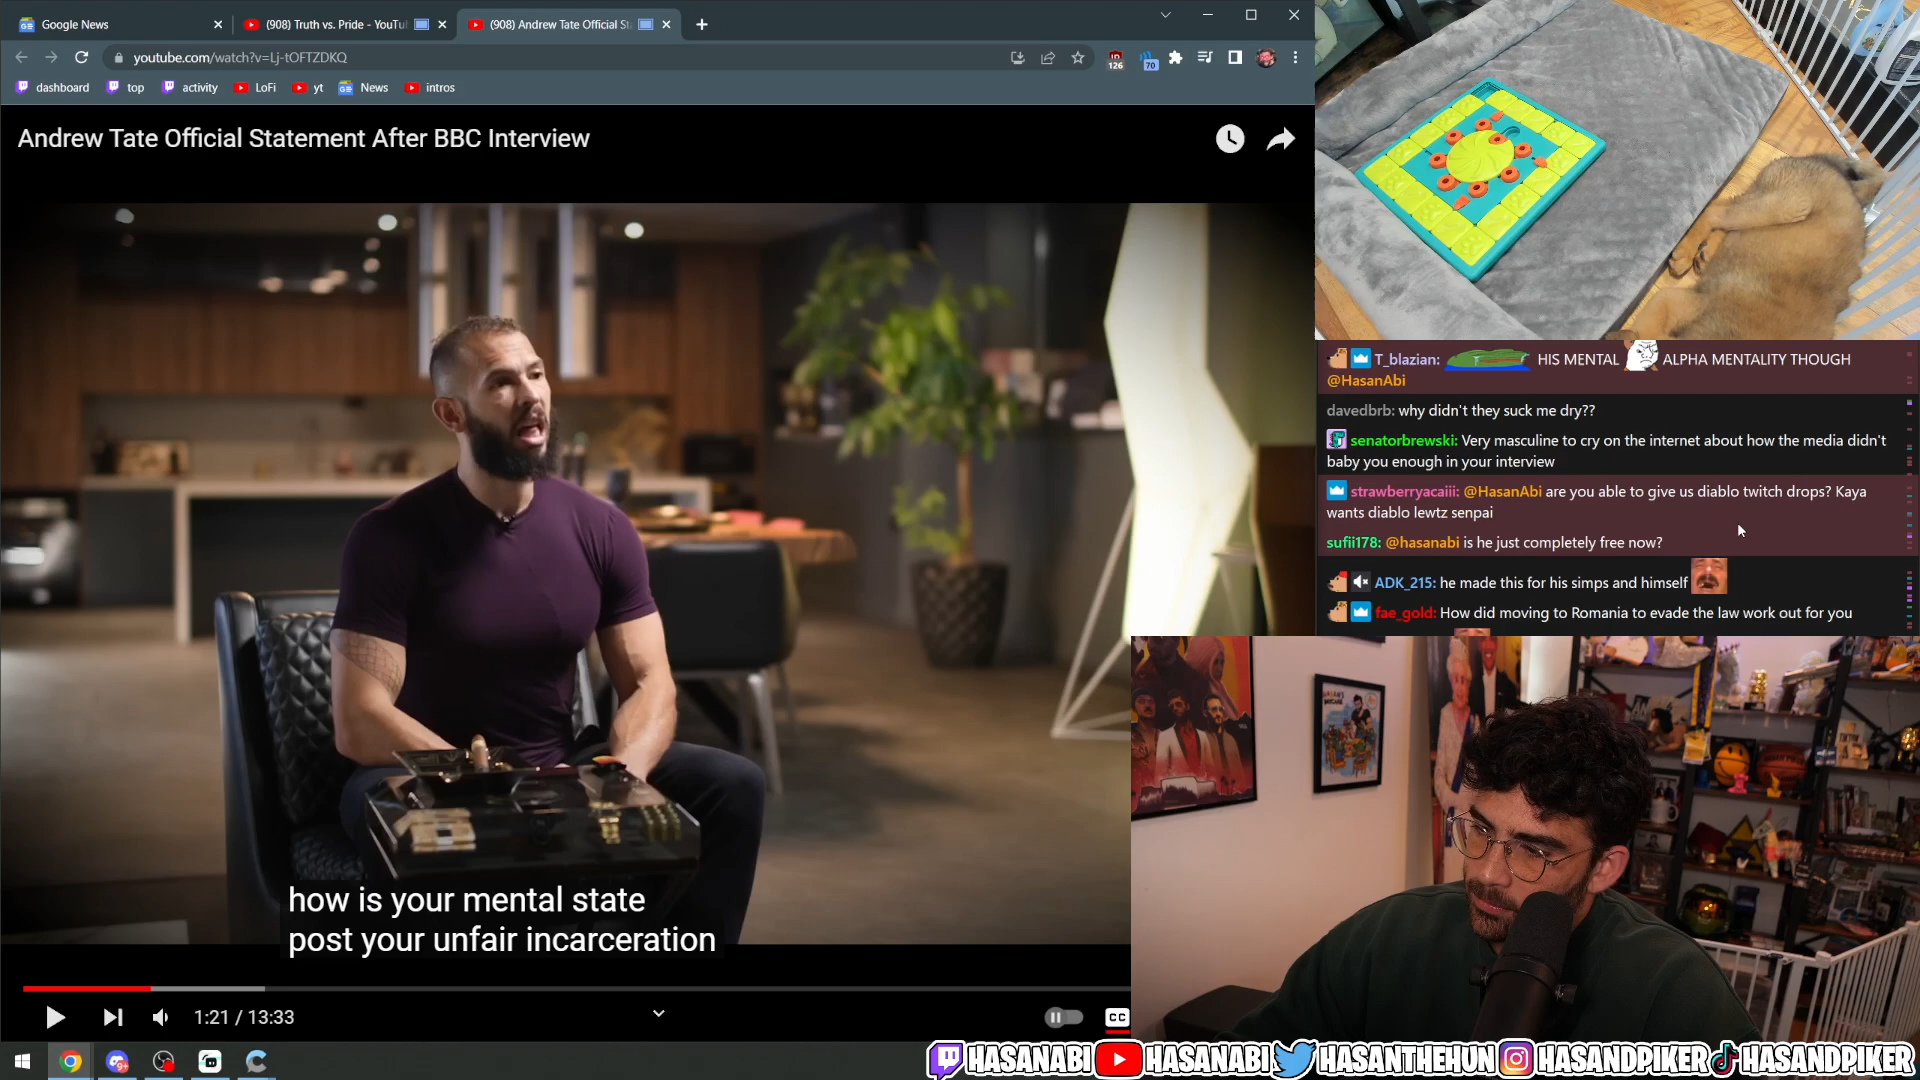 Google News
(908) Truth vs. Pride - YouTu
(908) Andrew Tate Official St
youtube.com/watch?v=Lj-tOFTZDKQ
126
70
dashboard
top
activity
LoFi
yt
News
intros
Andrew Tate Official Statement After BBC Interview
how is your mental state
post your unfair incarceration
1:21 / 13:33
CC
T_blazian: HIS MENTAL ALPHA MENTALITY THOUGH
@HasanAbi
davedbrb: why didn't they suck me dry??
senatorbrewski: Very masculine to cry on the internet about how the media didn't
baby you enough in your interview
strawberryacaiii: @HasanAbi are you able to give us diablo twitch drops? Kaya
wants diablo lewtz senpai
sufii178: @hasanabi is he just completely free now?
ADK_215: he made this for his simps and himself
fae_gold: How did moving to Romania to evade the law work out for you
HASANABI
HASANABI
HASANTHEHUN
HASANDPIKER
HASANDPIKER